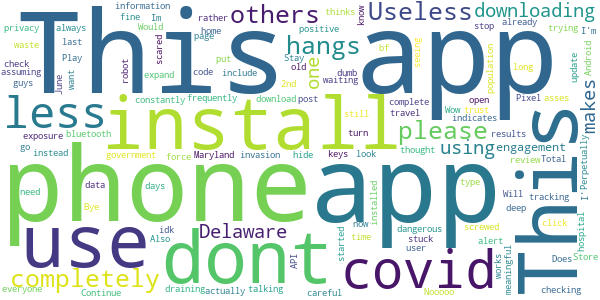 This app
This
install
phone
app
use
dont
covid
completely
less
please
using
others
hangs
Useless
downloading
makes
one
Delaware
engagement
information
privacy
always
fine
Im
Would
rather
thinks
home
positive
bf
scared
last
page
waste
know
stop
already
trying
I'm
check
want
Play
robot
code
expand
include
Stay
old
seeing
population
long
update
Android
assuming
guys
June
put
waiting
dumb
2nd
constantly
frequently
download
post
still
Wow
trust
open
Pixel
asses
complete
travel
indicates
exposure
bluetooth
turn
results
go
instead
government
force
Maryland
invasion
hide
keys
look
thought
review
Total
I'
Perpetually
need
data
days
Bye
type
Will
deep
tracking
hospital
idk
Also
API
started
now
time
stuck
user
installed
dangerous
screwed
alert
works
meaningful
click
Does
Store
checking
everyone
Continue
draining
Gactually
talking
careful
Nooooo